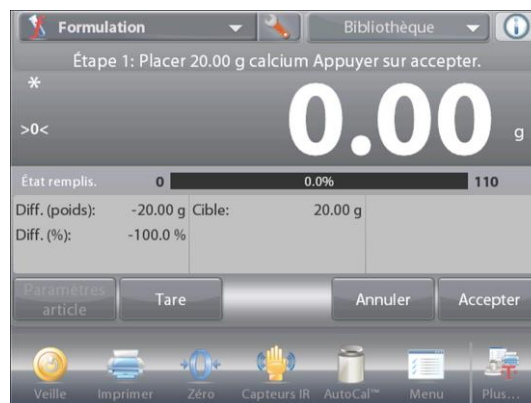 Formulation Bibliothèque
Étape 1: Placer 20.00 g calcium Appuyer sur accepter.
*
>0< 0.00 g
État remplis. 0 0.0% 110
Diff. (poids): -20.00 g Cible: 20.00 g
Diff. (%): -100.0 %
Paramètres article Tare Annuler Accepter
Veille Imprimer Zéro Capteurs IR AutoCal™ Menu Plus...